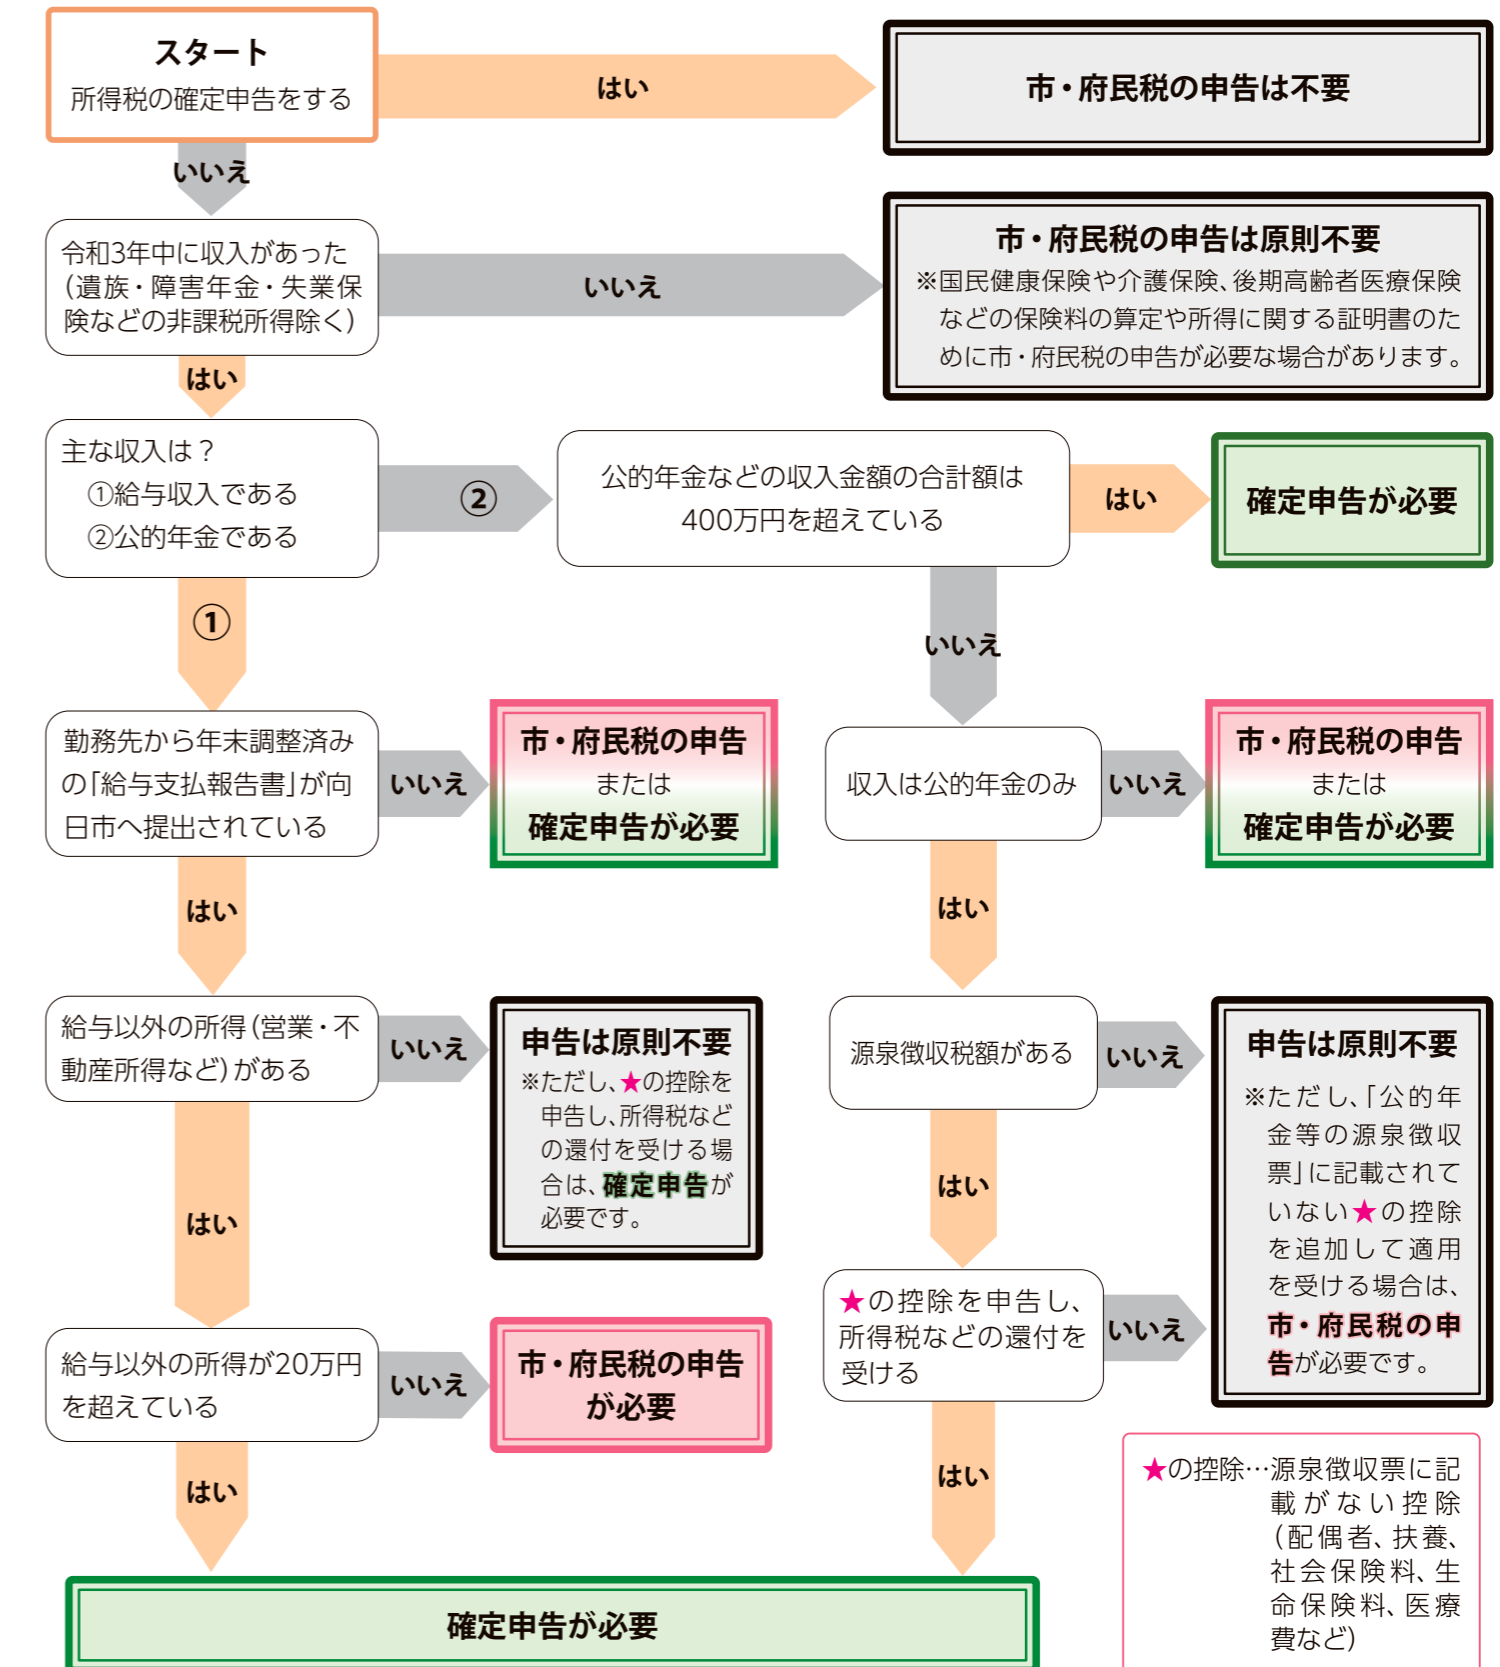 スタート
所得税の確定申告をする
はい
市・府民税の申告は不要
いいえ
令和3年中に収入があった
(遺族・障害年金・失業保
険などの非課税所得除く)
いいえ
市・府民税の申告は原則不要
※国民健康保険や介護保険、後期高齢者医療保険
などの保険料の算定や所得に関する証明書のた
めに市・府民税の申告が必要な場合があります。
はい
主な収入は?
①給与収入である
②公的年金である
②
公的年金などの収入金額の合計額は
400万円を超えている
はい
確定申告が必要
①
いいえ
勤務先から年末調整済み
の「給与支払報告書」が向
日市へ提出されている
いいえ
市・府民税の申告
または
確定申告が必要
収入は公的年金のみ
いいえ
市・府民税の申告
または
確定申告が必要
はい
はい
給与以外の所得(営業・不
動産所得など)がある
いいえ
申告は原則不要
※ただし、★の控除を
申告し、所得税など
の還付を受ける場
合は、確定申告が
必要です。
源泉徴収税額がある
いいえ
申告は原則不要
※ただし、「公的年
金等の源泉徴収
票」に記載されて
いない★の控除
を追加して適用
を受ける場合は、
市・府民税の申
告が必要です。
はい
はい
★の控除を申告し、
所得税などの還付を
受ける
いいえ
給与以外の所得が20万円
を超えている
いいえ
市・府民税の申告
が必要
はい
はい
★の控除…源泉徴収票に記
載がない控除
(配偶者、扶養、
社会保険料、生
命保険料、医療
費など)
確定申告が必要